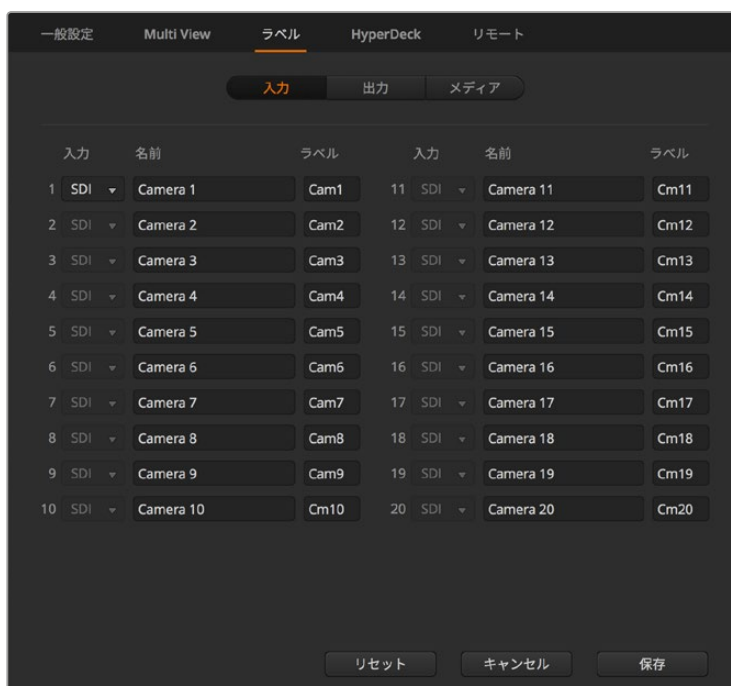 一般設定 Multi View ラベル HyperDeck リモート
入力 出力 メディア
入力 名前 ラベル 入力 名前 ラベル
1 SDI Camera 1 Cam1 11 SDI Camera 11 Cm11
2 SDI Camera 2 Cam2 12 SDI Camera 12 Cm12
3 SDI Camera 3 Cam3 13 SDI Camera 13 Cm13
4 SDI Camera 4 Cam4 14 SDI Camera 14 Cm14
5 SDI Camera 5 Cam5 15 SDI Camera 15 Cm15
6 SDI Camera 6 Cam6 16 SDI Camera 16 Cm16
7 SDI Camera 7 Cam7 17 SDI Camera 17 Cm17
8 SDI Camera 8 Cam8 18 SDI Camera 18 Cm18
9 SDI Camera 9 Cam9 19 SDI Camera 19 Cm19
10 SDI Camera 10 Cm10 20 SDI Camera 20 Cm20
リセット キャンセル 保存